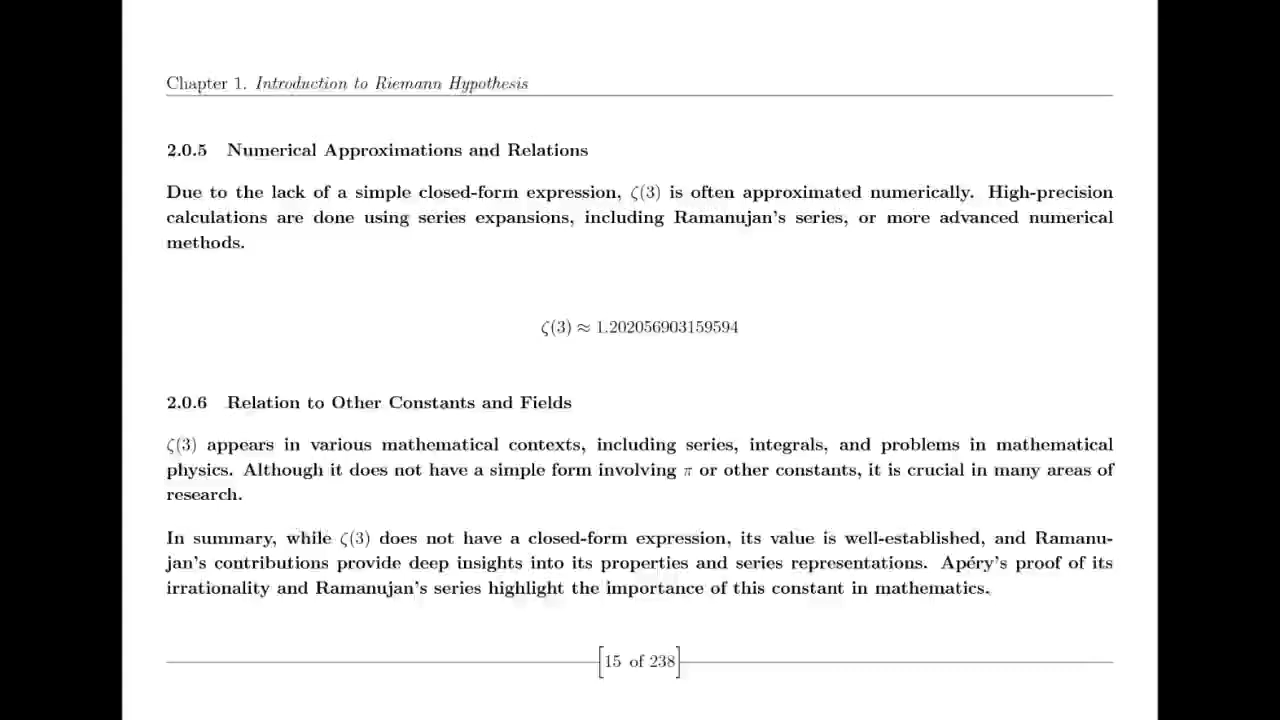 Chapter 1. Introduction to Riemann Hypothesis
2.0.5 Numerical Approximations and Relations
Due to the lack of a simple closed-form expression, ζ(3) is often approximated numerically. High-precision
calculations are done using series expansions, including Ramanujan's series, or more advanced numerical
methods.
ζ(3) ≈ 1.202056903159594
2.0.6 Relation to Other Constants and Fields
ζ(3) appears in various mathematical contexts, including series, integrals, and problems in mathematical
physics. Although it does not have a simple form involving π or other constants, it is crucial in many areas of
research.
In summary, while ζ(3) does not have a closed-form expression, its value is well-established, and Ramanu-
jan's contributions provide deep insights into its properties and series representations. Apéry's proof of its
irrationality and Ramanujan's series highlight the importance of this constant in mathematics.
[15 of 238]